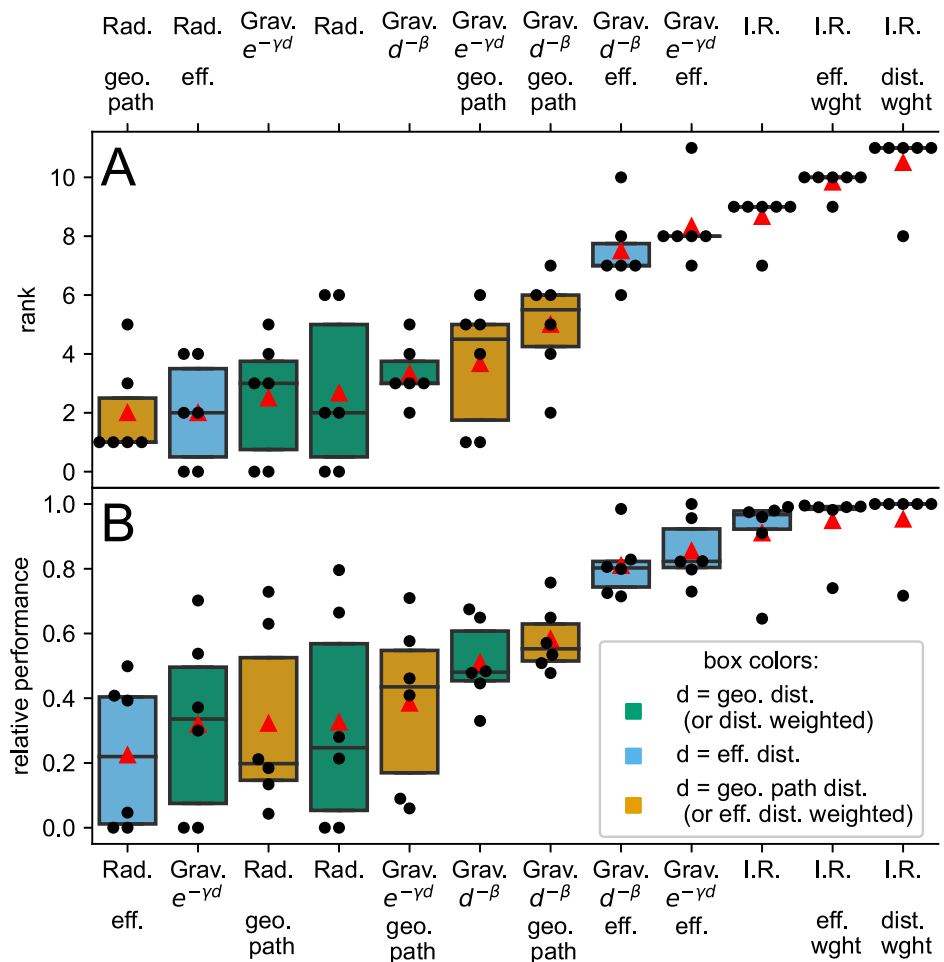 Rad. Rad. Grav. Rad. Grav. Grav. Grav. Grav. Grav. I.R. I.R. I.R.
e^{−γd} d^{−β} e^{−γd} d^{−β} d^{−β} e^{−γd}
geo. eff. geo. geo. eff. eff. eff. dist.
path path path wght wght
A
10
8
6
4
2
0
rank
B
1.0
0.8
0.6
0.4
0.2
0.0
relative performance
box colors:
d = geo. dist.
(or dist. weighted)
d = eff. dist.
d = geo. path dist.
(or eff. dist. weighted)
Rad. Grav. Rad. Rad. Grav. Grav. Grav. Grav. Grav. I.R. I.R. I.R.
e^{−γd} e^{−γd} d^{−β} d^{−β} d^{−β} e^{−γd}
eff. geo. geo. geo. eff. eff. eff. dist.
path path path wght wght